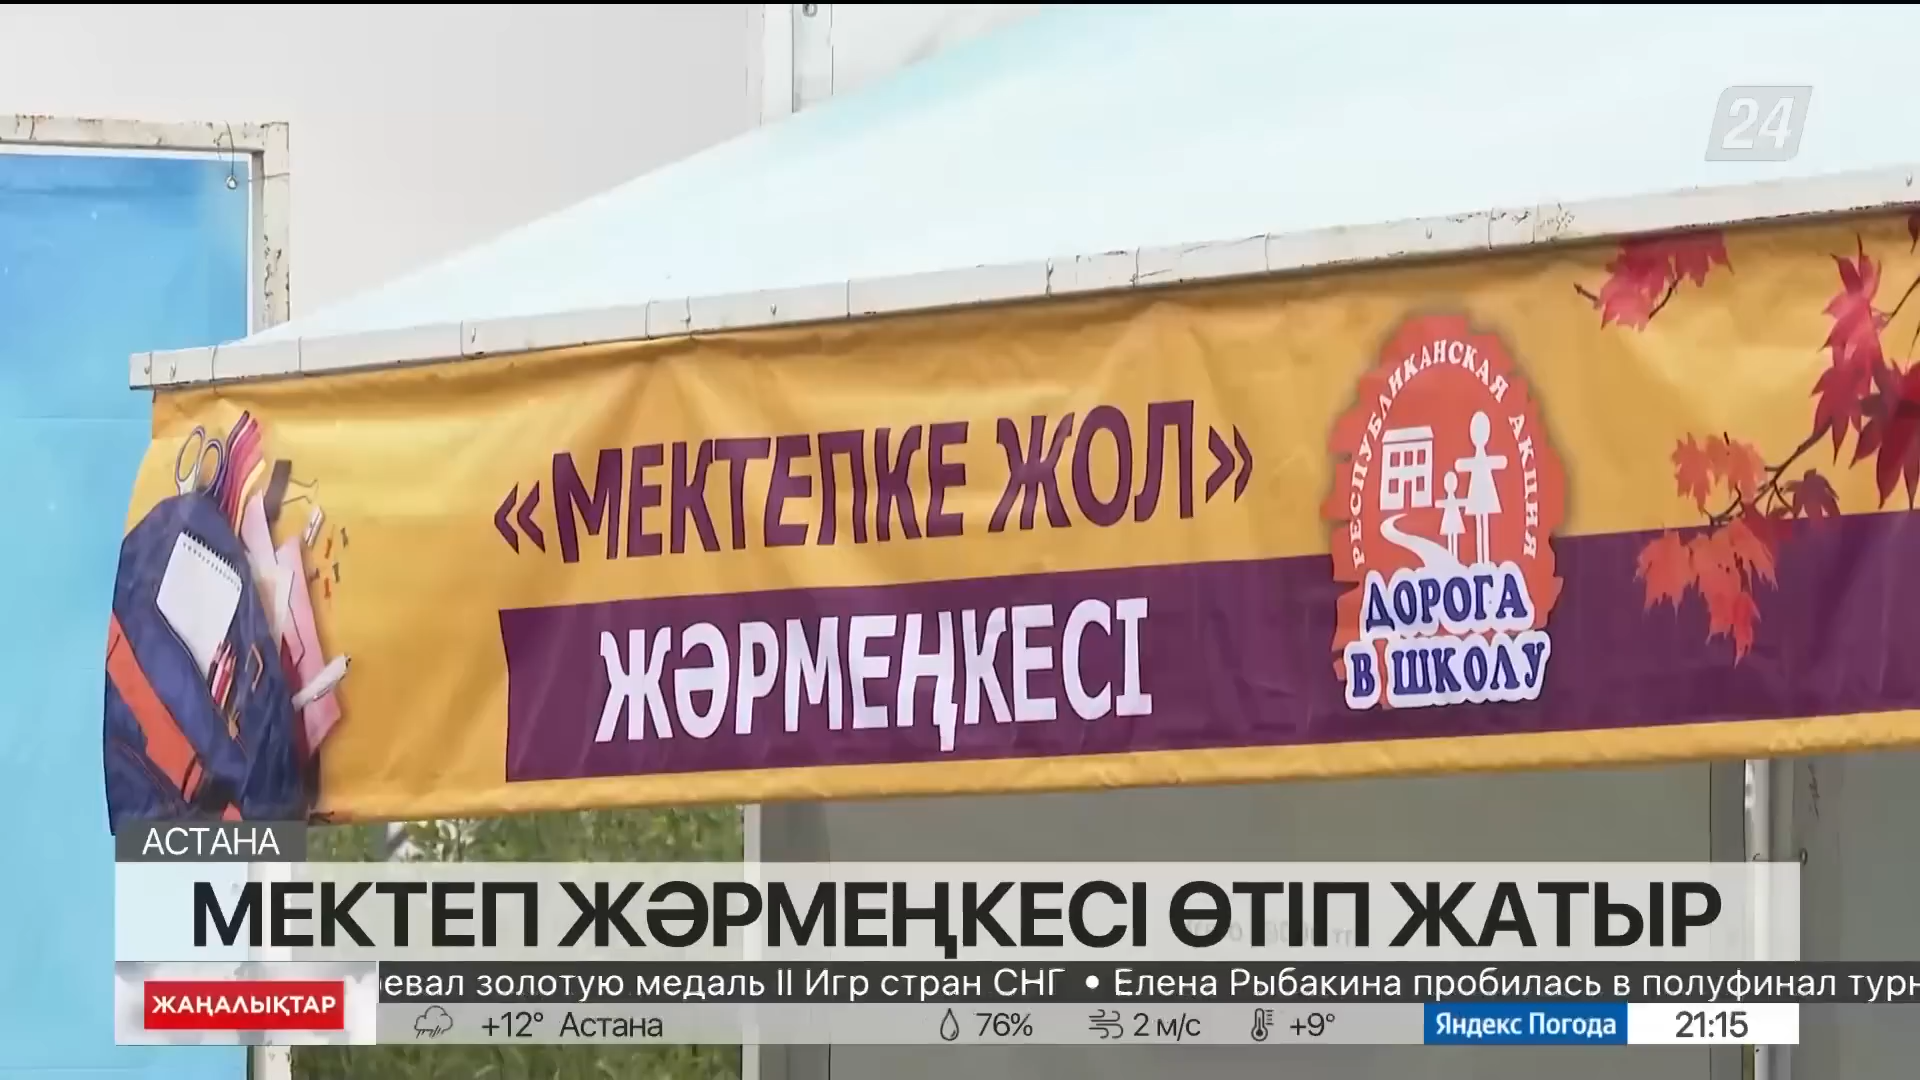 24
«МЕКТЕПКЕ ЖОЛ»
ЖӘРМЕҢКЕСІ
РЕСПУБЛИКАНСКАЯ АКЦИЯ
ДОРОГА
В ШКОЛУ
АСТАНА
МЕКТЕП ЖӘРМЕҢКЕСІ ӨТІП ЖАТЫР
ЖАҢАЛЫҚТАР
евал золотую медаль II Игр стран СНГ • Елена Рыбакина пробилась в полуфинал турн
+12° Астана 76% 2 м/с +9° Яндекс Погода 21:15